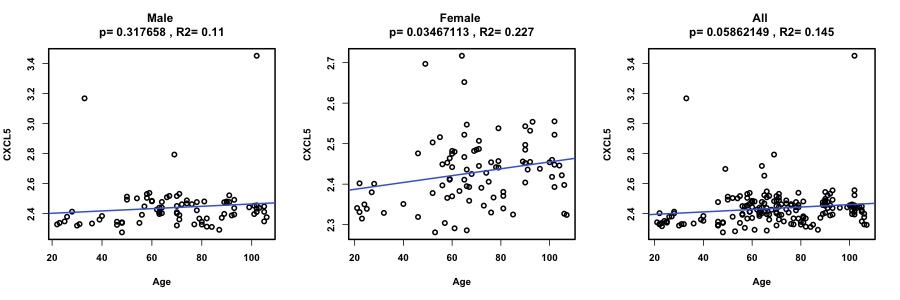 Male
p= 0.317658 , R2= 0.11
CXCL5
2.4 2.6 2.8 3.0 3.2 3.4
20 40 60 80 100
Age
Female
p= 0.03467113 , R2= 0.227
CXCL5
2.3 2.4 2.5 2.6 2.7
20 40 60 80 100
Age
All
p= 0.05862149 , R2= 0.145
CXCL5
2.4 2.6 2.8 3.0 3.2 3.4
20 40 60 80 100
Age